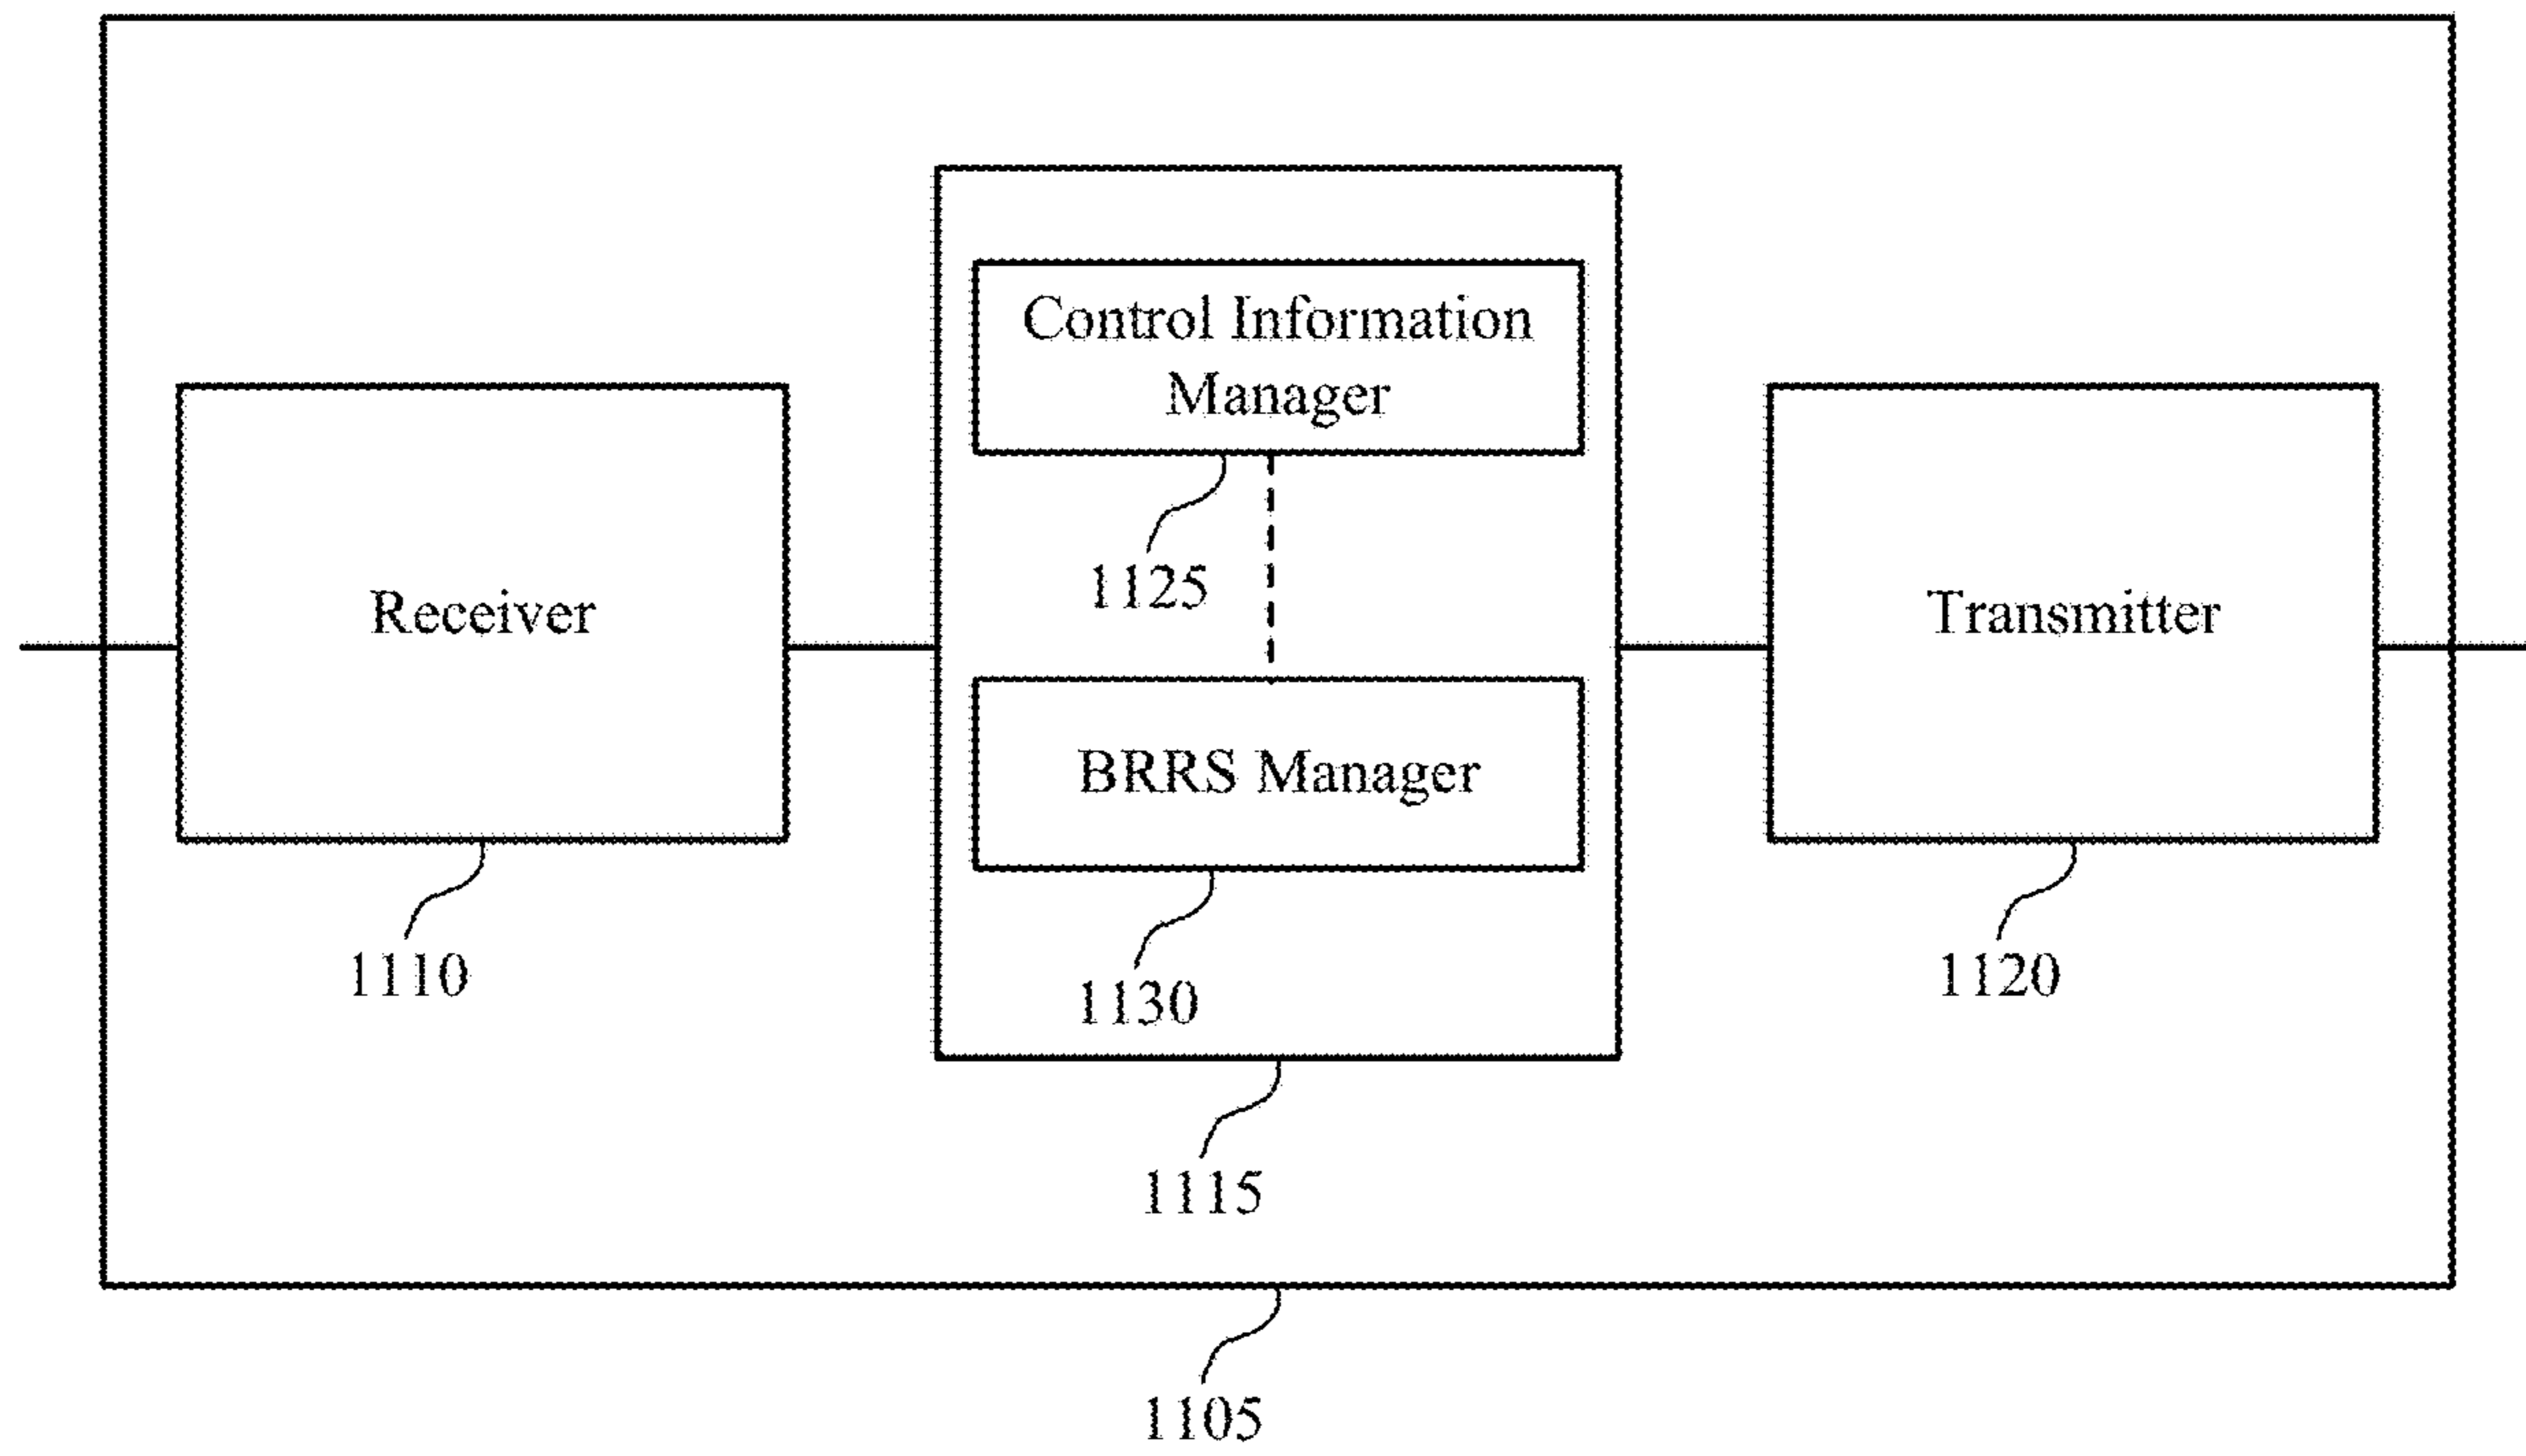 Control Information
Manager
1125
Receiver
Transmitter
BRRS Manager
1110
1130
1120
1115
1105